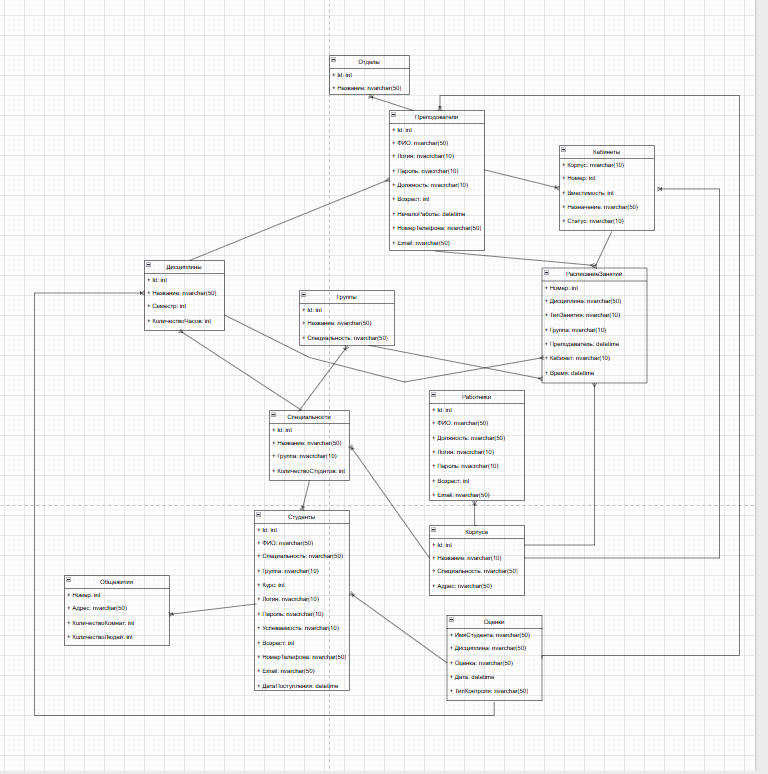 Отделы
+ Id: int
+ Название: nvarchar(50)
Преподователи
+ Id: int
+ ФИО: nvarchar(50)
+ Логин: nvacrchr(10)
+ Пароль: nvacrchr(10)
+ Должность: nvarchar(10)
+ Возраст: int
+ НачалоРаботы: datetime
+ НомерТелефона: nvarchar(50)
+ Email: nvarchar(50)
Кабинеты
+ Корпус: nvarchar(10)
+ Номер: int
+ Вместимость: int
+ Назначение: nvarchar(50)
+ Статус: nvarchar(10)
Дисциплины
+ Id: int
+ Название: nvarchar(50)
+ Семестр: int
+ КоличествоЧасов: int
РасписаниеЗанятий
+ Номер: int
+ Дисциплина: nvarchar(50)
+ ТипЗанятия: nvarchar(10)
+ Группа: nvarchar(10)
+ Преподаватель: datetime
+ Кабинет: nvarchar(10)
+ Время: datetime
Группы
+ Id: int
+ Название: nvarchar(50)
+ Специальность: nvarchar(50)
Работники
+ Id: int
+ ФИО: nvarchar(50)
+ Должность: nvarchar(50)
+ Логин: nvarchar(10)
+ Пароль: nvarchar(10)
+ Возраст: int
+ Email: nvarchar(50)
Специальности
+ Id: int
+ Название: nvarchar(50)
+ Группа: nvacrchar(10)
+ КоличествоСтуднтов: int
Студенты
+ Id: int
+ ФИО: nvarchar(50)
+ Специальность: nvarchar(50)
+ Группа: nvarchar(10)
+ Курс: int
+ Логин: nvacrchr(10)
+ Пароль: nvacrchr(10)
+ Успеваемость: nvarchar(10)
+ Возраст: int
+ НомерТелефона: nvarchar(50)
+ Email: nvarchar(50)
+ ДатаПоступления: datetime
Корпуса
+ Id: int
+ Название: nvarchar(10)
+ Специальность: nvarchar(50)
+ Адрес: nvarchar(50)
Общежития
+ Номер: int
+ Адрес: nvarchar(50)
+ КоличествоКомнат: int
+ КоличествоЛюдей: int
Оценки
+ ИмяСтудента: nvarchar(50)
+ Дисциплина: nvarchar(50)
+ Оценка: nvarchar(50)
+ Дата: datetime
+ ТипКонтроля: nvarchar(50)